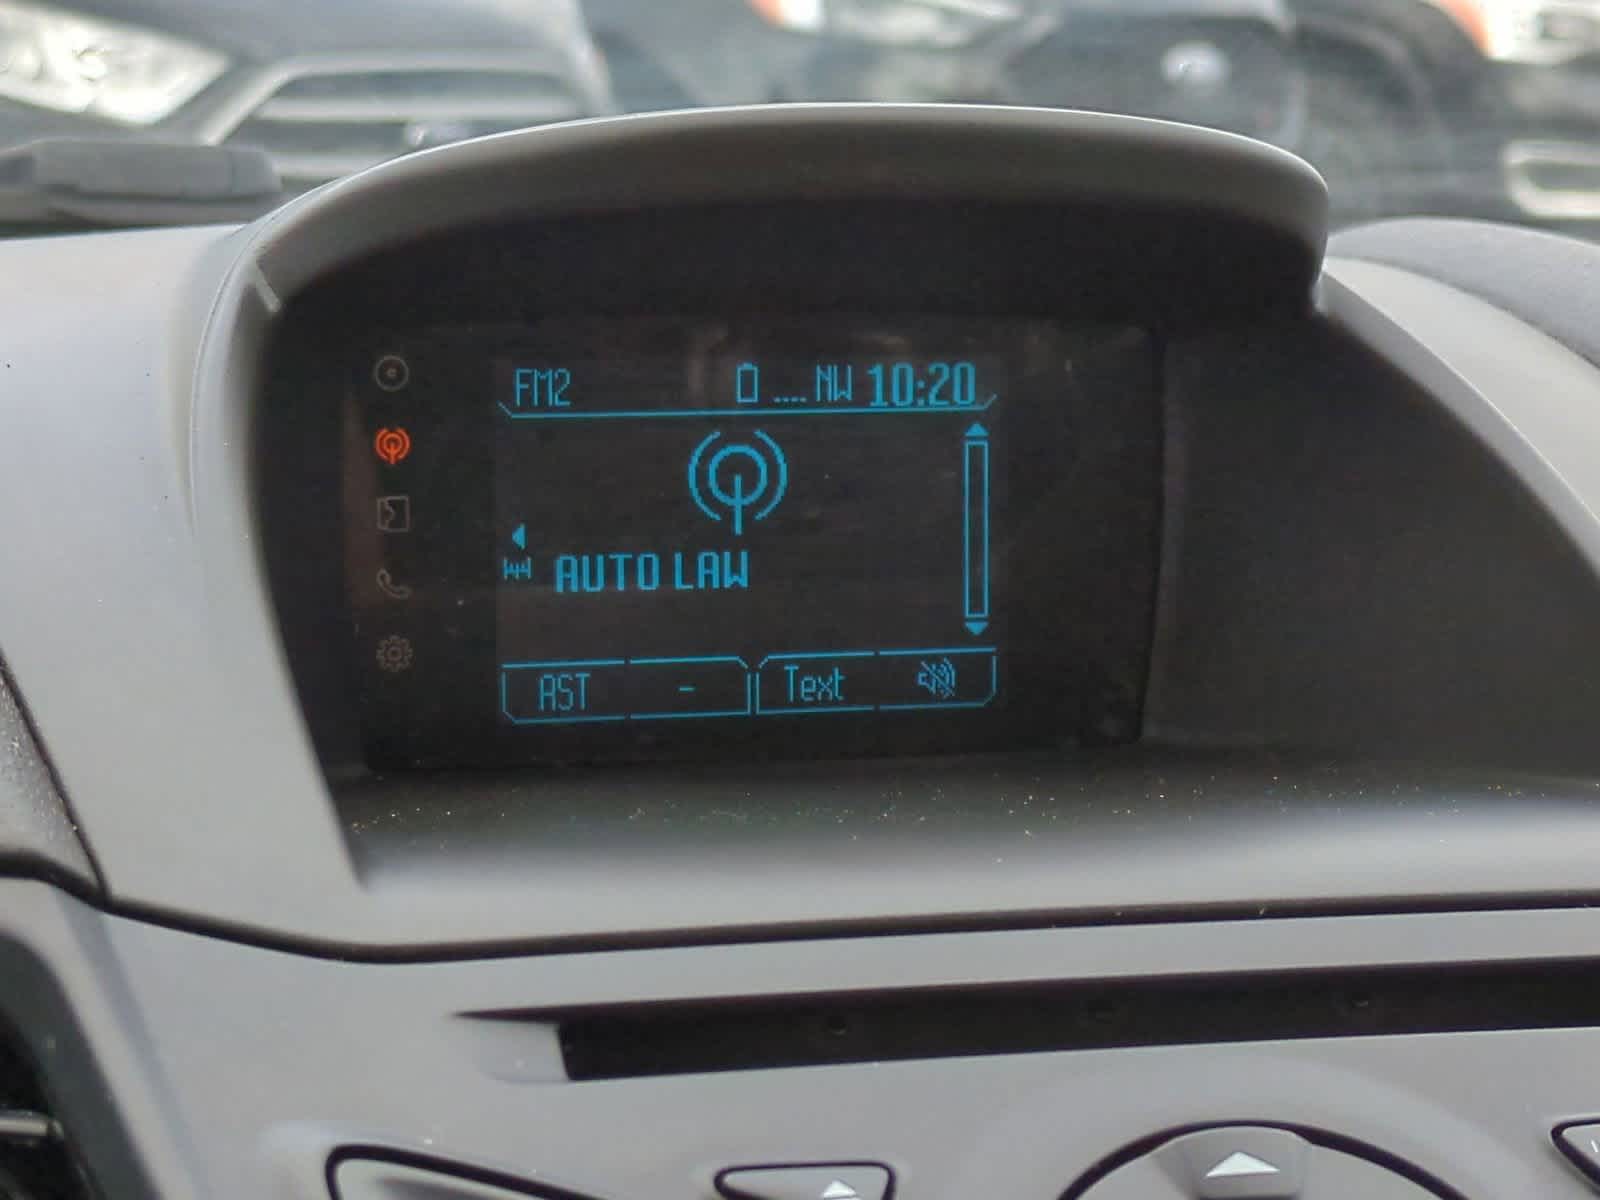 FM2 .... NW 10:20
AUTO LAW
AST - Text